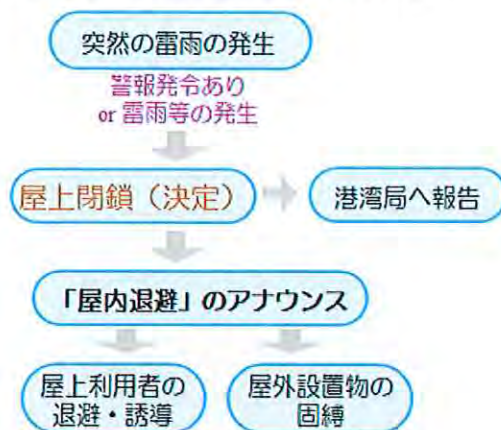 突然の雷雨の発生
警報発令あり
or 雷雨等の発生
屋上閉鎖（決定）
港湾局へ報告
「屋内退避」のアナウンス
屋上利用者の
退避・誘導
屋外設置物の
固縛